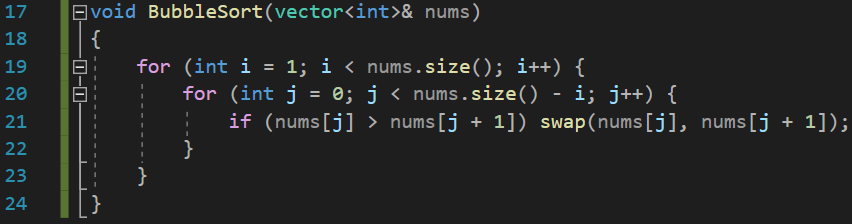 17 void BubbleSort(vector<int>& nums)
18 {
19     for (int i = 1; i < nums.size(); i++) {
20         for (int j = 0; j < nums.size() - i; j++) {
21             if (nums[j] > nums[j + 1]) swap(nums[j], nums[j + 1]);
22         }
23     }
24 }